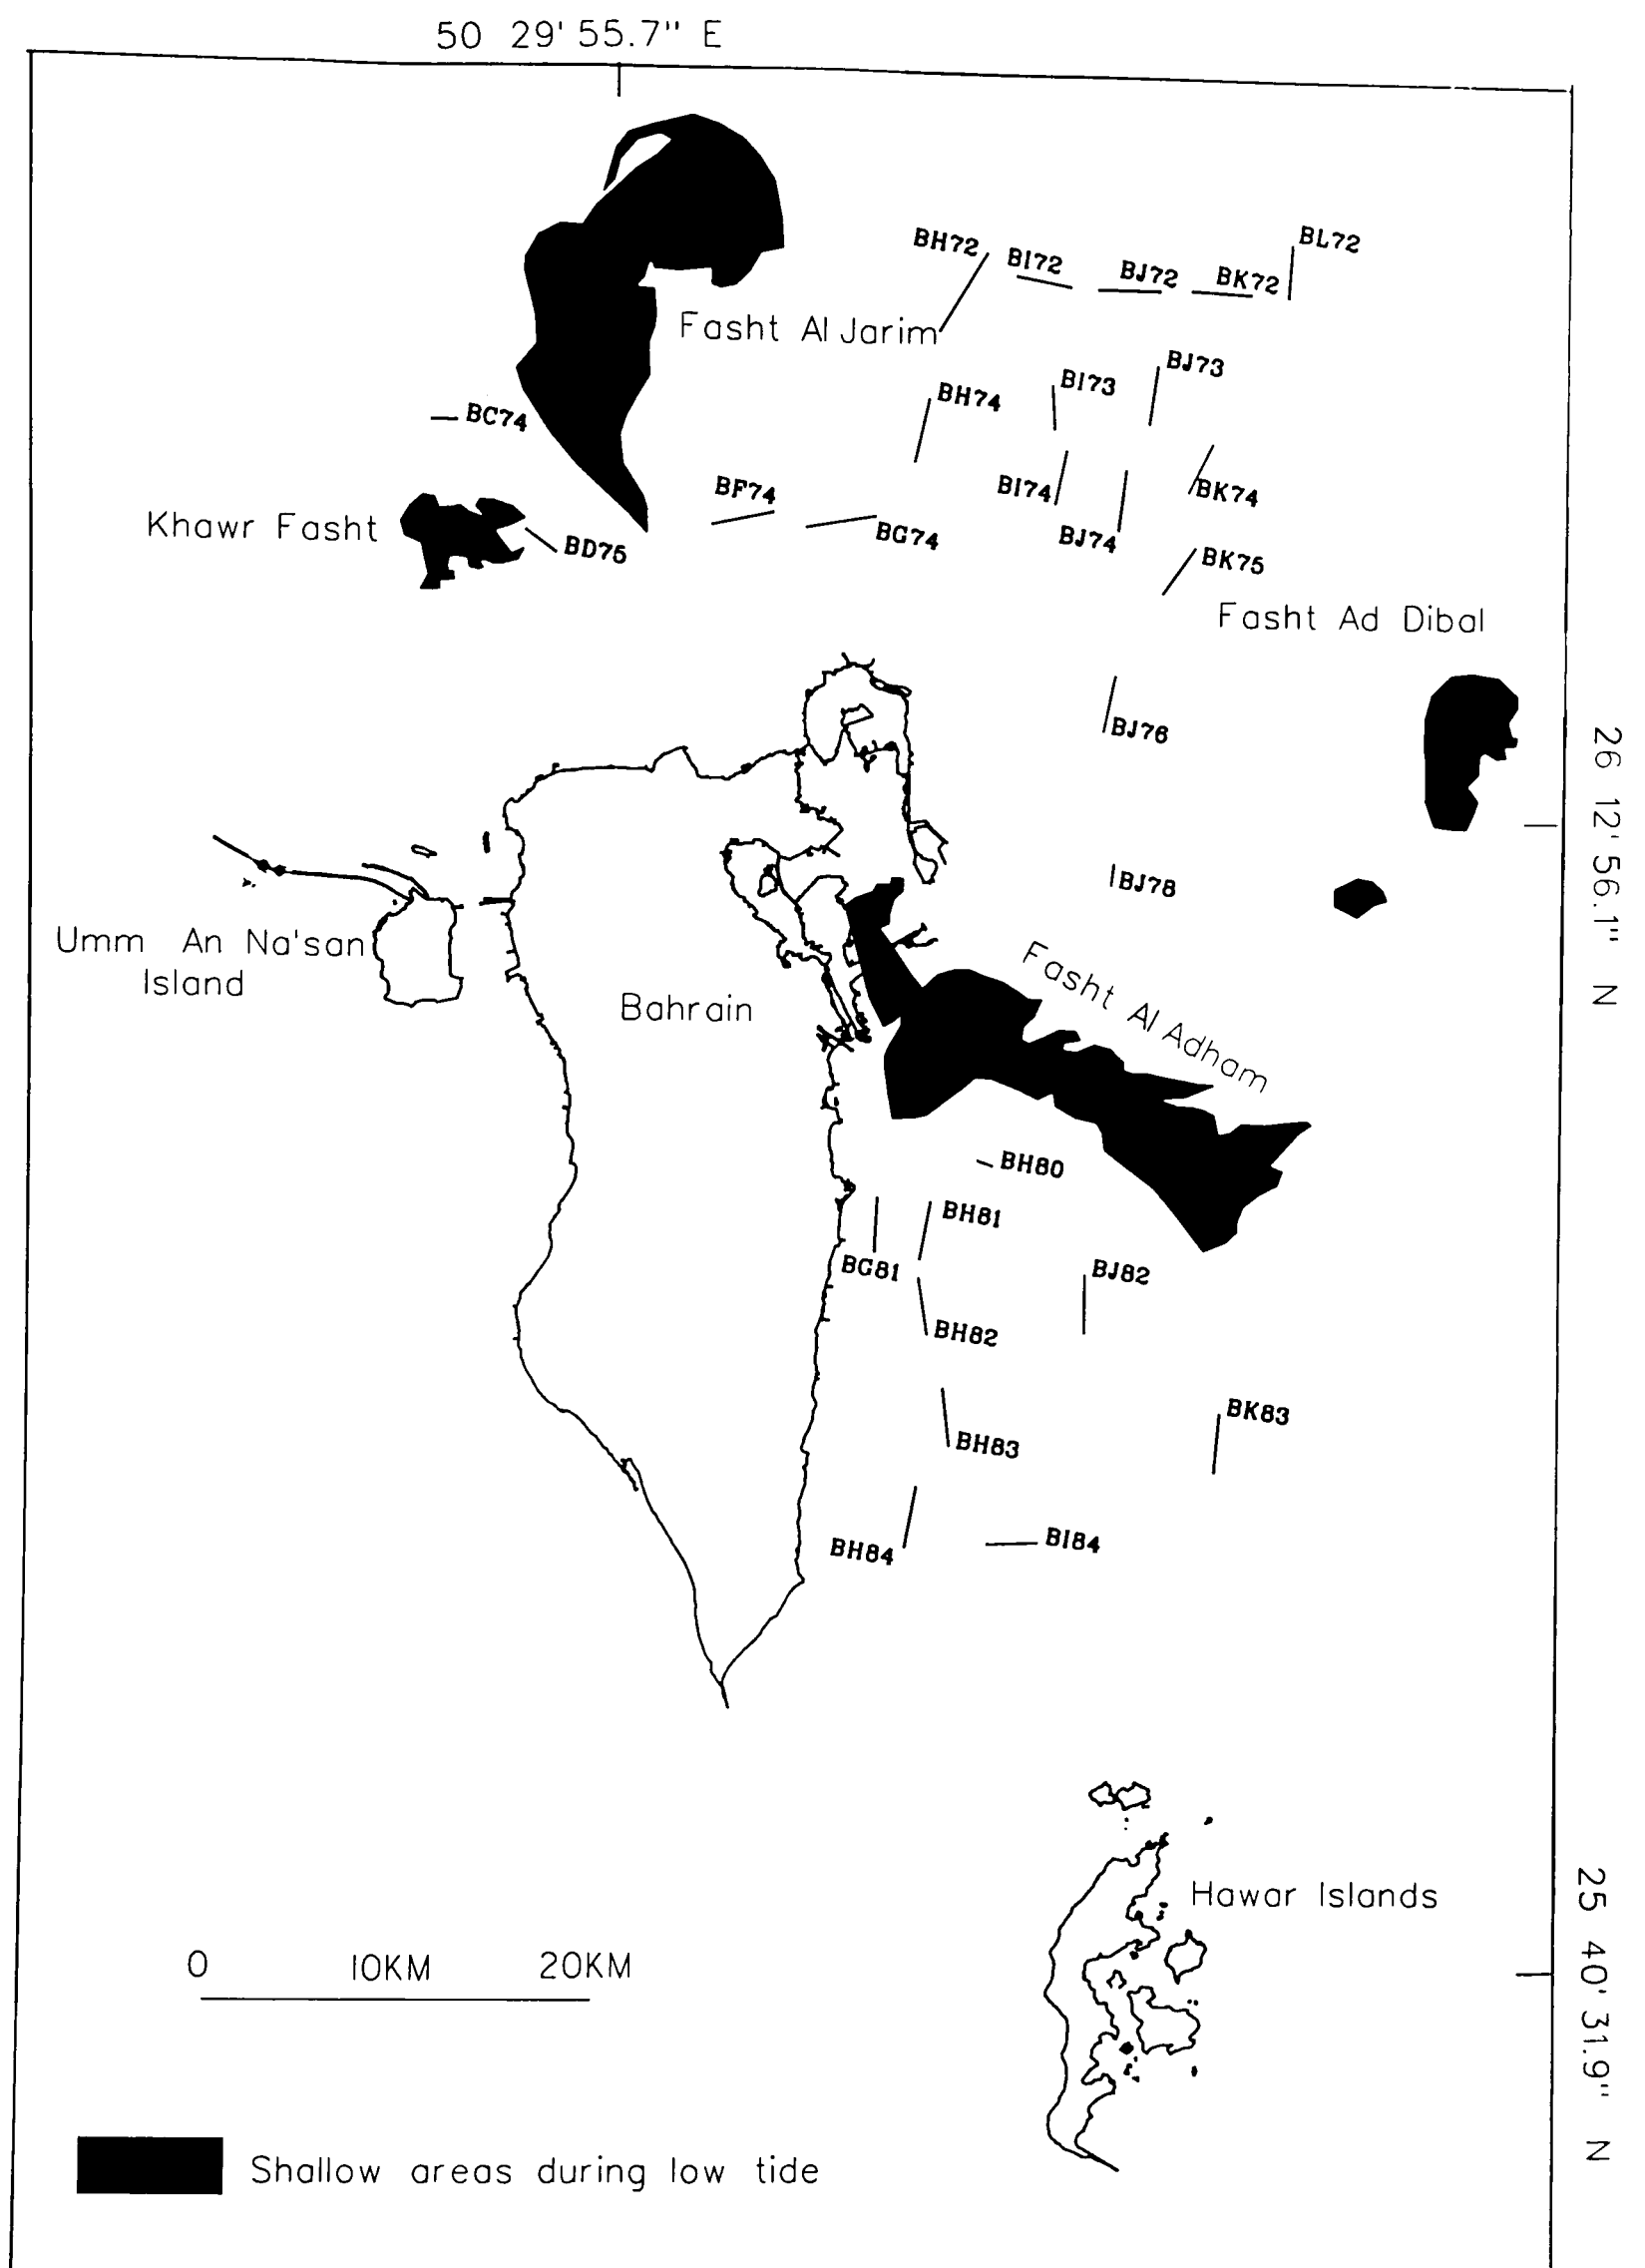 50 29' 55.7" E
BL72
BH72
BI72
BJ72
BK72
Fasht Al Jarim
BJ73
BI73
BH74
BC74
BF74
BI74
BK74
Khawr Fasht
BG74
BJ74
BD75
BK75
Fasht Ad Dibal
BJ76
26 12' 56.1" N
BJ78
Umm An Na'san
Island
Bahrain
Fasht Al Adham
BH80
BH81
BG81
BJ82
BH82
BK83
BH83
BH84
BI84
Hawar Islands
25 40' 31.9" N
0 10KM 20KM
Shallow areas during low tide